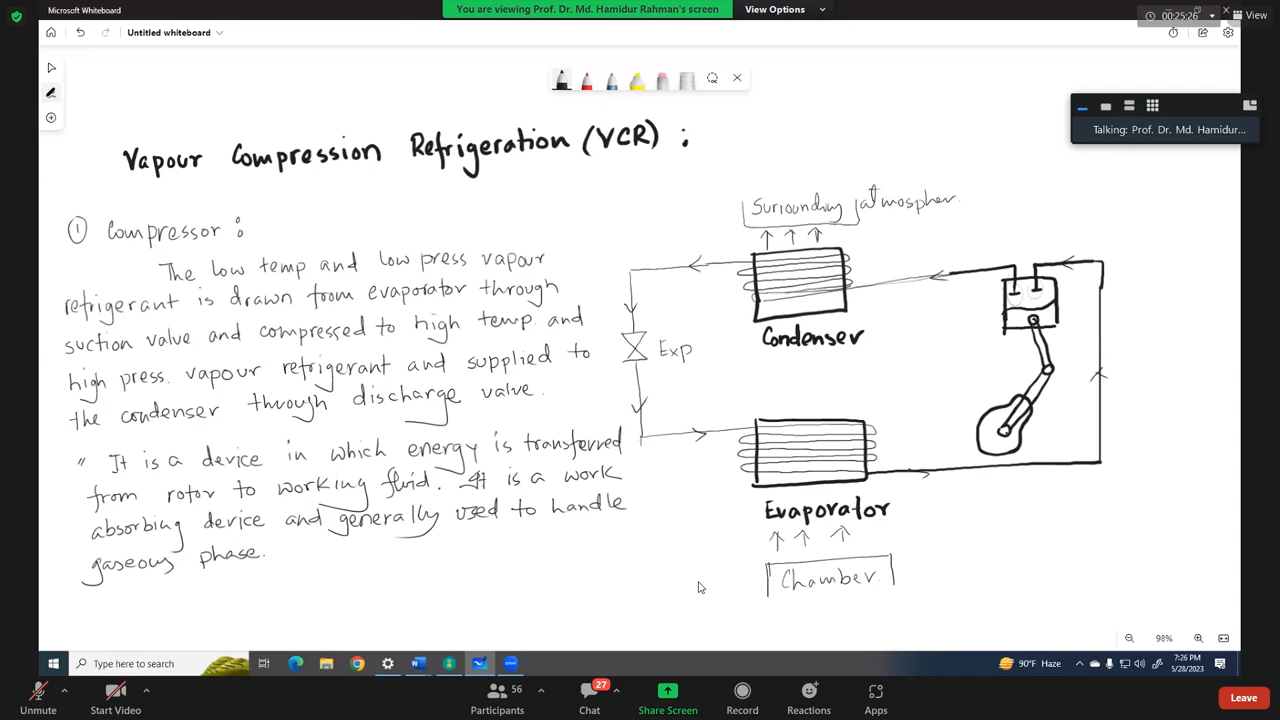 Microsoft Whiteboard
You are viewing Prof. Dr. Md. Hamidur Rahman's screen
View Options
00:25:26
View
Untitled whiteboard
Talking: Prof. Dr. Md. Hamidur...
Vapour Compression Refrigeration (VCR) :
① Compressor :
The low temp and low press vapour
refrigerant is drawn from evaporator through
suction valve and compressed to high temp. and
high press. vapour refrigerant and supplied to
the condenser through discharge valve.
" It is a device in which energy is transferred
from rotor to working fluid. It is a work
absorbing device and generally used to handle
gaseous phase.
Surrounding atmospher.
Condenser
Exp
Evaporator
Chamber.
98%
Type here to search
90°F Haze
7:26 PM
5/28/2023
Unmute
Start Video
56
Participants
27
Chat
Share Screen
Record
Reactions
Apps
Leave